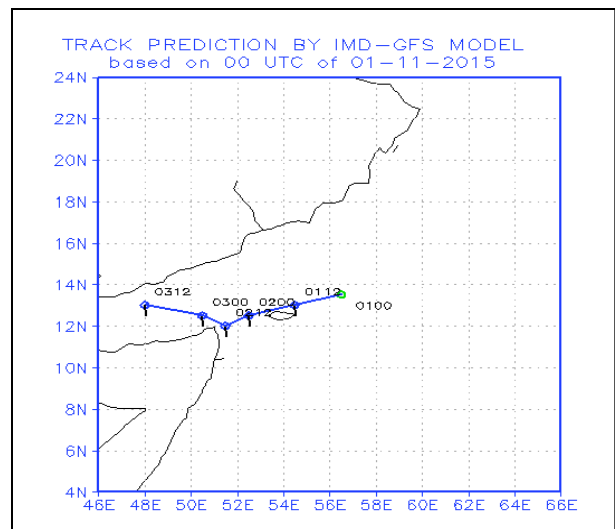 TRACK PREDICTION BY IMD-GFS MODEL
based on 00 UTC of 01-11-2015
24N
22N
20N
18N
16N
14N
12N
10N
8N
6N
4N
0312
0300
0212
0200
0112
0100
46E 48E 50E 52E 54E 56E 58E 60E 62E 64E 66E